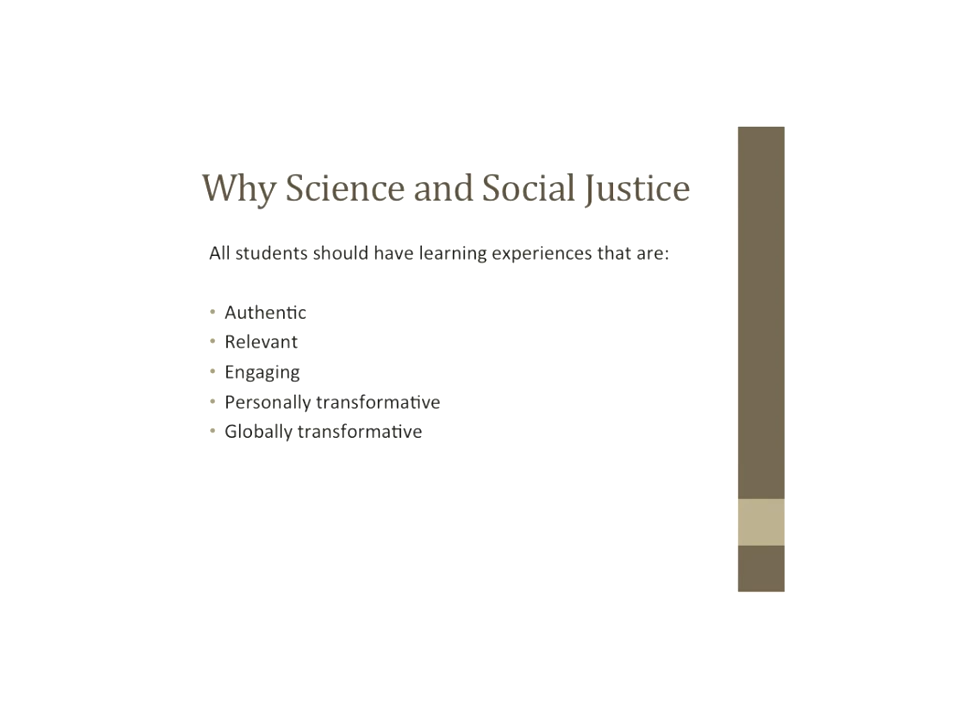 Why Science and Social Justice
All students should have learning experiences that are:
• Authentic
• Relevant
• Engaging
• Personally transformative
• Globally transformative